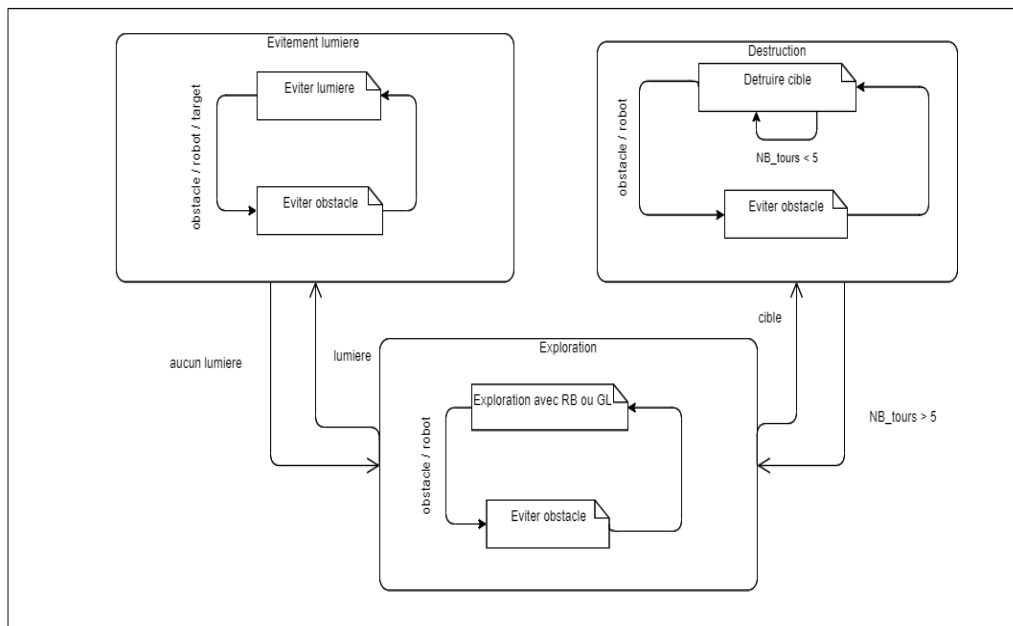 Evitement lumiere
Eviter lumiere
obstacle / robot / target
Eviter obstacle
Destruction
Detruire cible
obstacle / robot
NB_tours < 5
Eviter obstacle
aucun lumiere
lumiere
cible
NB_tours > 5
Exploration
Exploration avec RB ou GL
obstacle / robot
Eviter obstacle